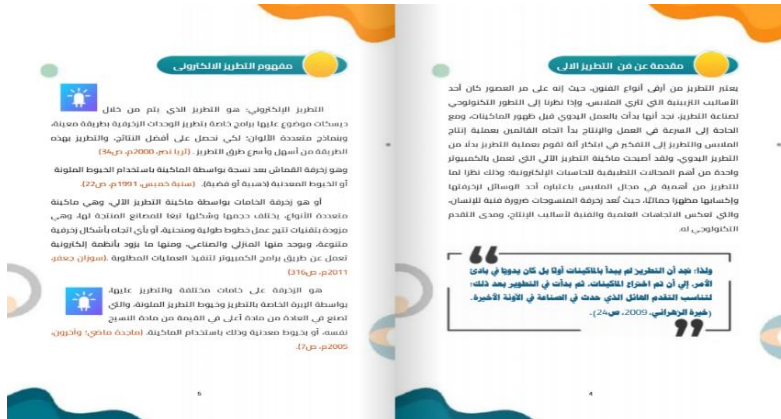 مقدمة عن فن التطريز الالى
يعتبر التطريز من أرقى أنواع الفنون، حيث إنه على مر العصور كان أحد
الأساليب التزيينية التي تثري الملابس، وإذا نظرنا إلى التطور التكنولوجي
لصناعة التطريز، نجد أنها بدأت بالعمل اليدوي قبل ظهور الماكينات، ومع
الحاجة إلى السرعة في العمل والإنتاج بدأ اتجاه القائمين بعملية إنتاج
الملابس والتطريز إلى التفكير في ابتكار آلة تقوم بعملية التطريز بدلا من
التطريز اليدوي، ولقد أصبحت ماكينة التطريز الآلي التي تعمل بالكمبيوتر
واحدة من أهم المجالات التطبيقية للحاسبات الإلكترونية؛ وذلك نظرا لما
للتطريز من أهمية في مجال الملابس باعتباره أحد الوسائل لزخرفتها
وإكسابها مظهرا جماليًا، حيث تُعد زخرفة المنسوجات ضرورة فنية للإنسان،
والتي تعكس الاتجاهات العلمية والفنية لأساليب الإنتاج، ومدى التقدم
التكنولوجي له.
ولذا؛ نجد أن التطريز لم يبدأ بالماكينات أولًا بل كان يدويا في بادئ
الأمر، إلي أن تم اختراع الماكينات، ثم بدأت في التطوير بعد ذلك؛
لتناسب التقدم الهائل الذي حدث في الصناعة في الآونة الأخيرة.
(خيرة الزهراني، 2009، ص24).
4
مفهوم التطريز الالكترونى
التطريز الإلكتروني: هو التطريز الذي يتم من خلال
ديسكات موضوع عليها برامج خاصة بتطريز الوحدات الزخرفية بطريقة معينة،
وبنماذج متعددة الألوان؛ لكي نحصل على أفضل النتائج، والتطريز بهذه
الطريقة من أسهل وأسرع طرق التطريز . (ثريا نصر، 2000م، ص34)
وهو زخرفة القماش بعد نسجة بواسطة الماكينة باستخدام الخيوط الملونة
أو الخيوط المعدنية (ذهبية أو فضية). (سنية خميس، 1991م، ص22).
أو هو زخرفة الخامات بواسطة ماكينة التطريز الآلي، وهي ماكينة
متعددة الأنواع، يختلف حجمها وشكلها تبعًا للمصانع المنتجة لها، وهي
مزودة بتقنيات تتيح عمل خطوط طولية ومنحنية، أو بأي اتجاه بأشكال زخرفية
متنوعة، ويوجد منها المنزلي والصناعي، ومنها ما يزود بأنظمة إلكترونية
تعمل عن طريق برامج الكمبيوتر لتنفيذ العمليات المطلوبة .(سوزان جعفر،
2011م، ص316)
هو الزخرفة على خامات مختلفة والتطريز عليها،
بواسطة الإبرة الخاصة بالتطريز وخيوط التطريز الملونة، والتي
تصنع في العادة من مادة أعلى في القيمة من مادة النسيج
نفسه، أو بخيوط معدنية وذلك باستخدام الماكينة. (ماجدة ماضي؛ وآخرون،
2005م، ص7).
5